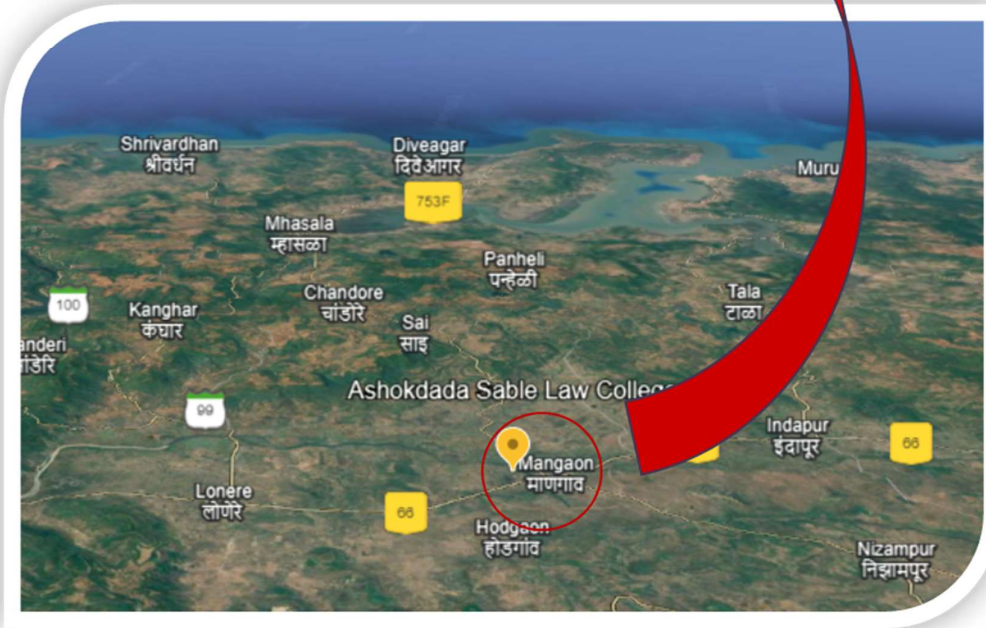 Shrivardhan
श्रीवर्धन
Diveagar
दिवेआगर
753F
Muru
Mhasala
म्हासळा
Panheli
पन्हेळी
100
Kanghar
कंघार
Chandore
चांडोरे
Tala
टाळा
Sai
साइ
anderi
ांडेरि
Ashokdada Sable Law College
99
Indapur
इंदापूर
66
Mangaon
माणगाव
Lonere
लोणेरे
66
Hodgaon
होडगांव
Nizampur
निझामपूर